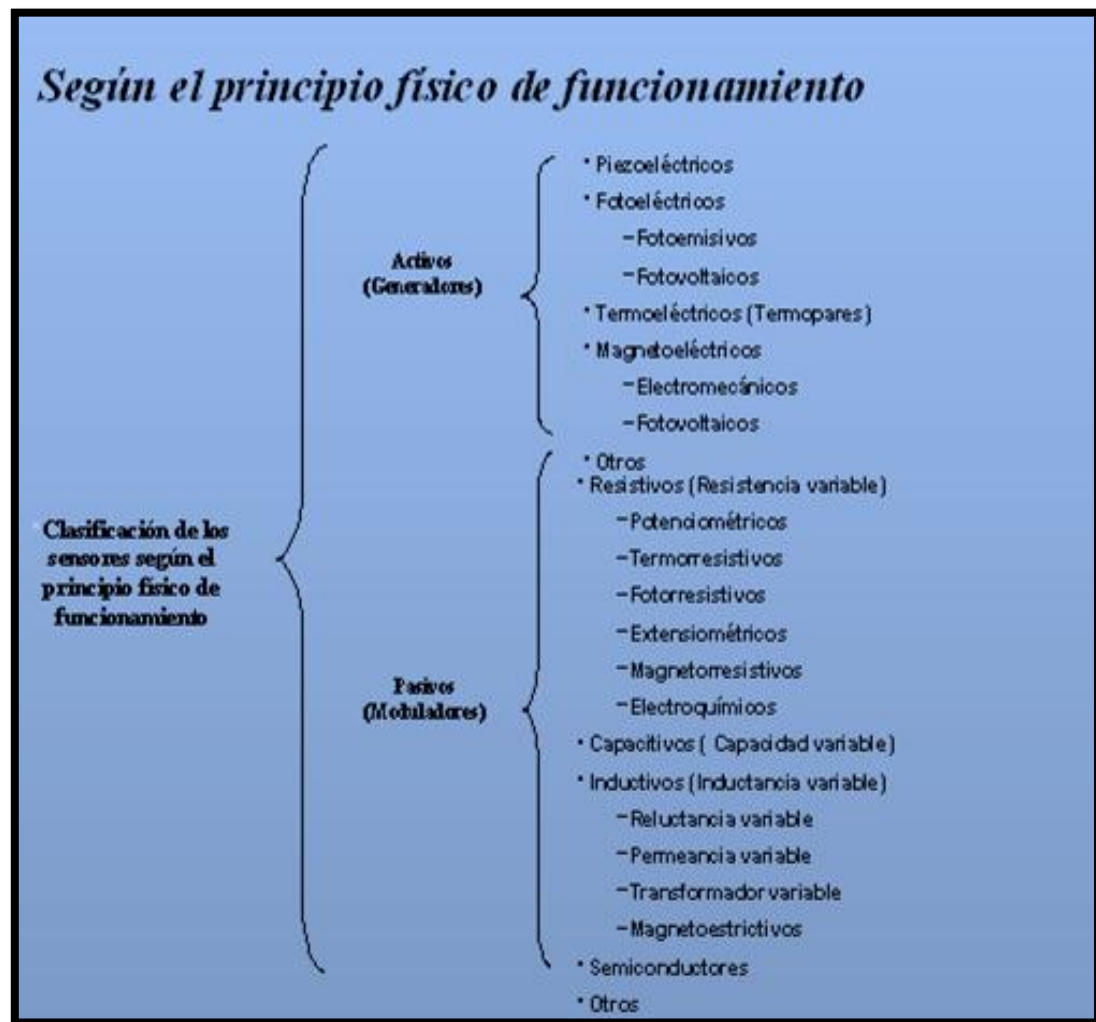 Según el principio físico de funcionamiento
Clasificación de los
sensores según el
principio físico de
funcionamiento
Activos
(Generadores)
• Piezoeléctricos
• Fotoeléctricos
–Fotoemisivos
–Fotovoltaicos
• Termoeléctricos (Termopares)
• Magnetoeléctricos
–Electromecánicos
–Fotovoltaicos
• Otros
Pasivos
(Moduladores)
• Resistivos (Resistencia variable)
–Potenciométricos
–Termorresistivos
–Fotorresistivos
–Extensiométricos
–Magnetorresistivos
–Electroquímicos
• Capacitivos ( Capacidad variable)
• Inductivos (Inductancia variable)
–Reluctancia variable
–Permeancia variable
–Transformador variable
–Magnetoestrictivos
• Semiconductores
• Otros